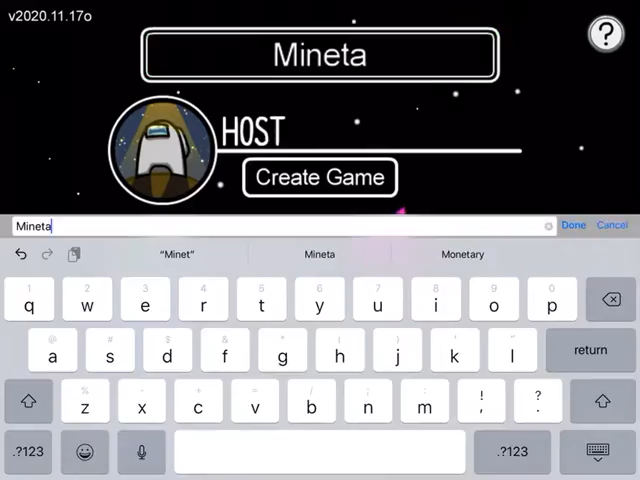 v2020.11.17o
?
Mineta
HOST
Create Game
Mineta
Done Cancel
“Minet” Mineta Monetary
1 2 3 4 5 6 7 8 9 0
q w e r t y u i o p
@ # $ & * ( ) ' "
a s d f g h j k l return
% - + = / ; : ! ?
z x c v b n m , .
.?123 .?123